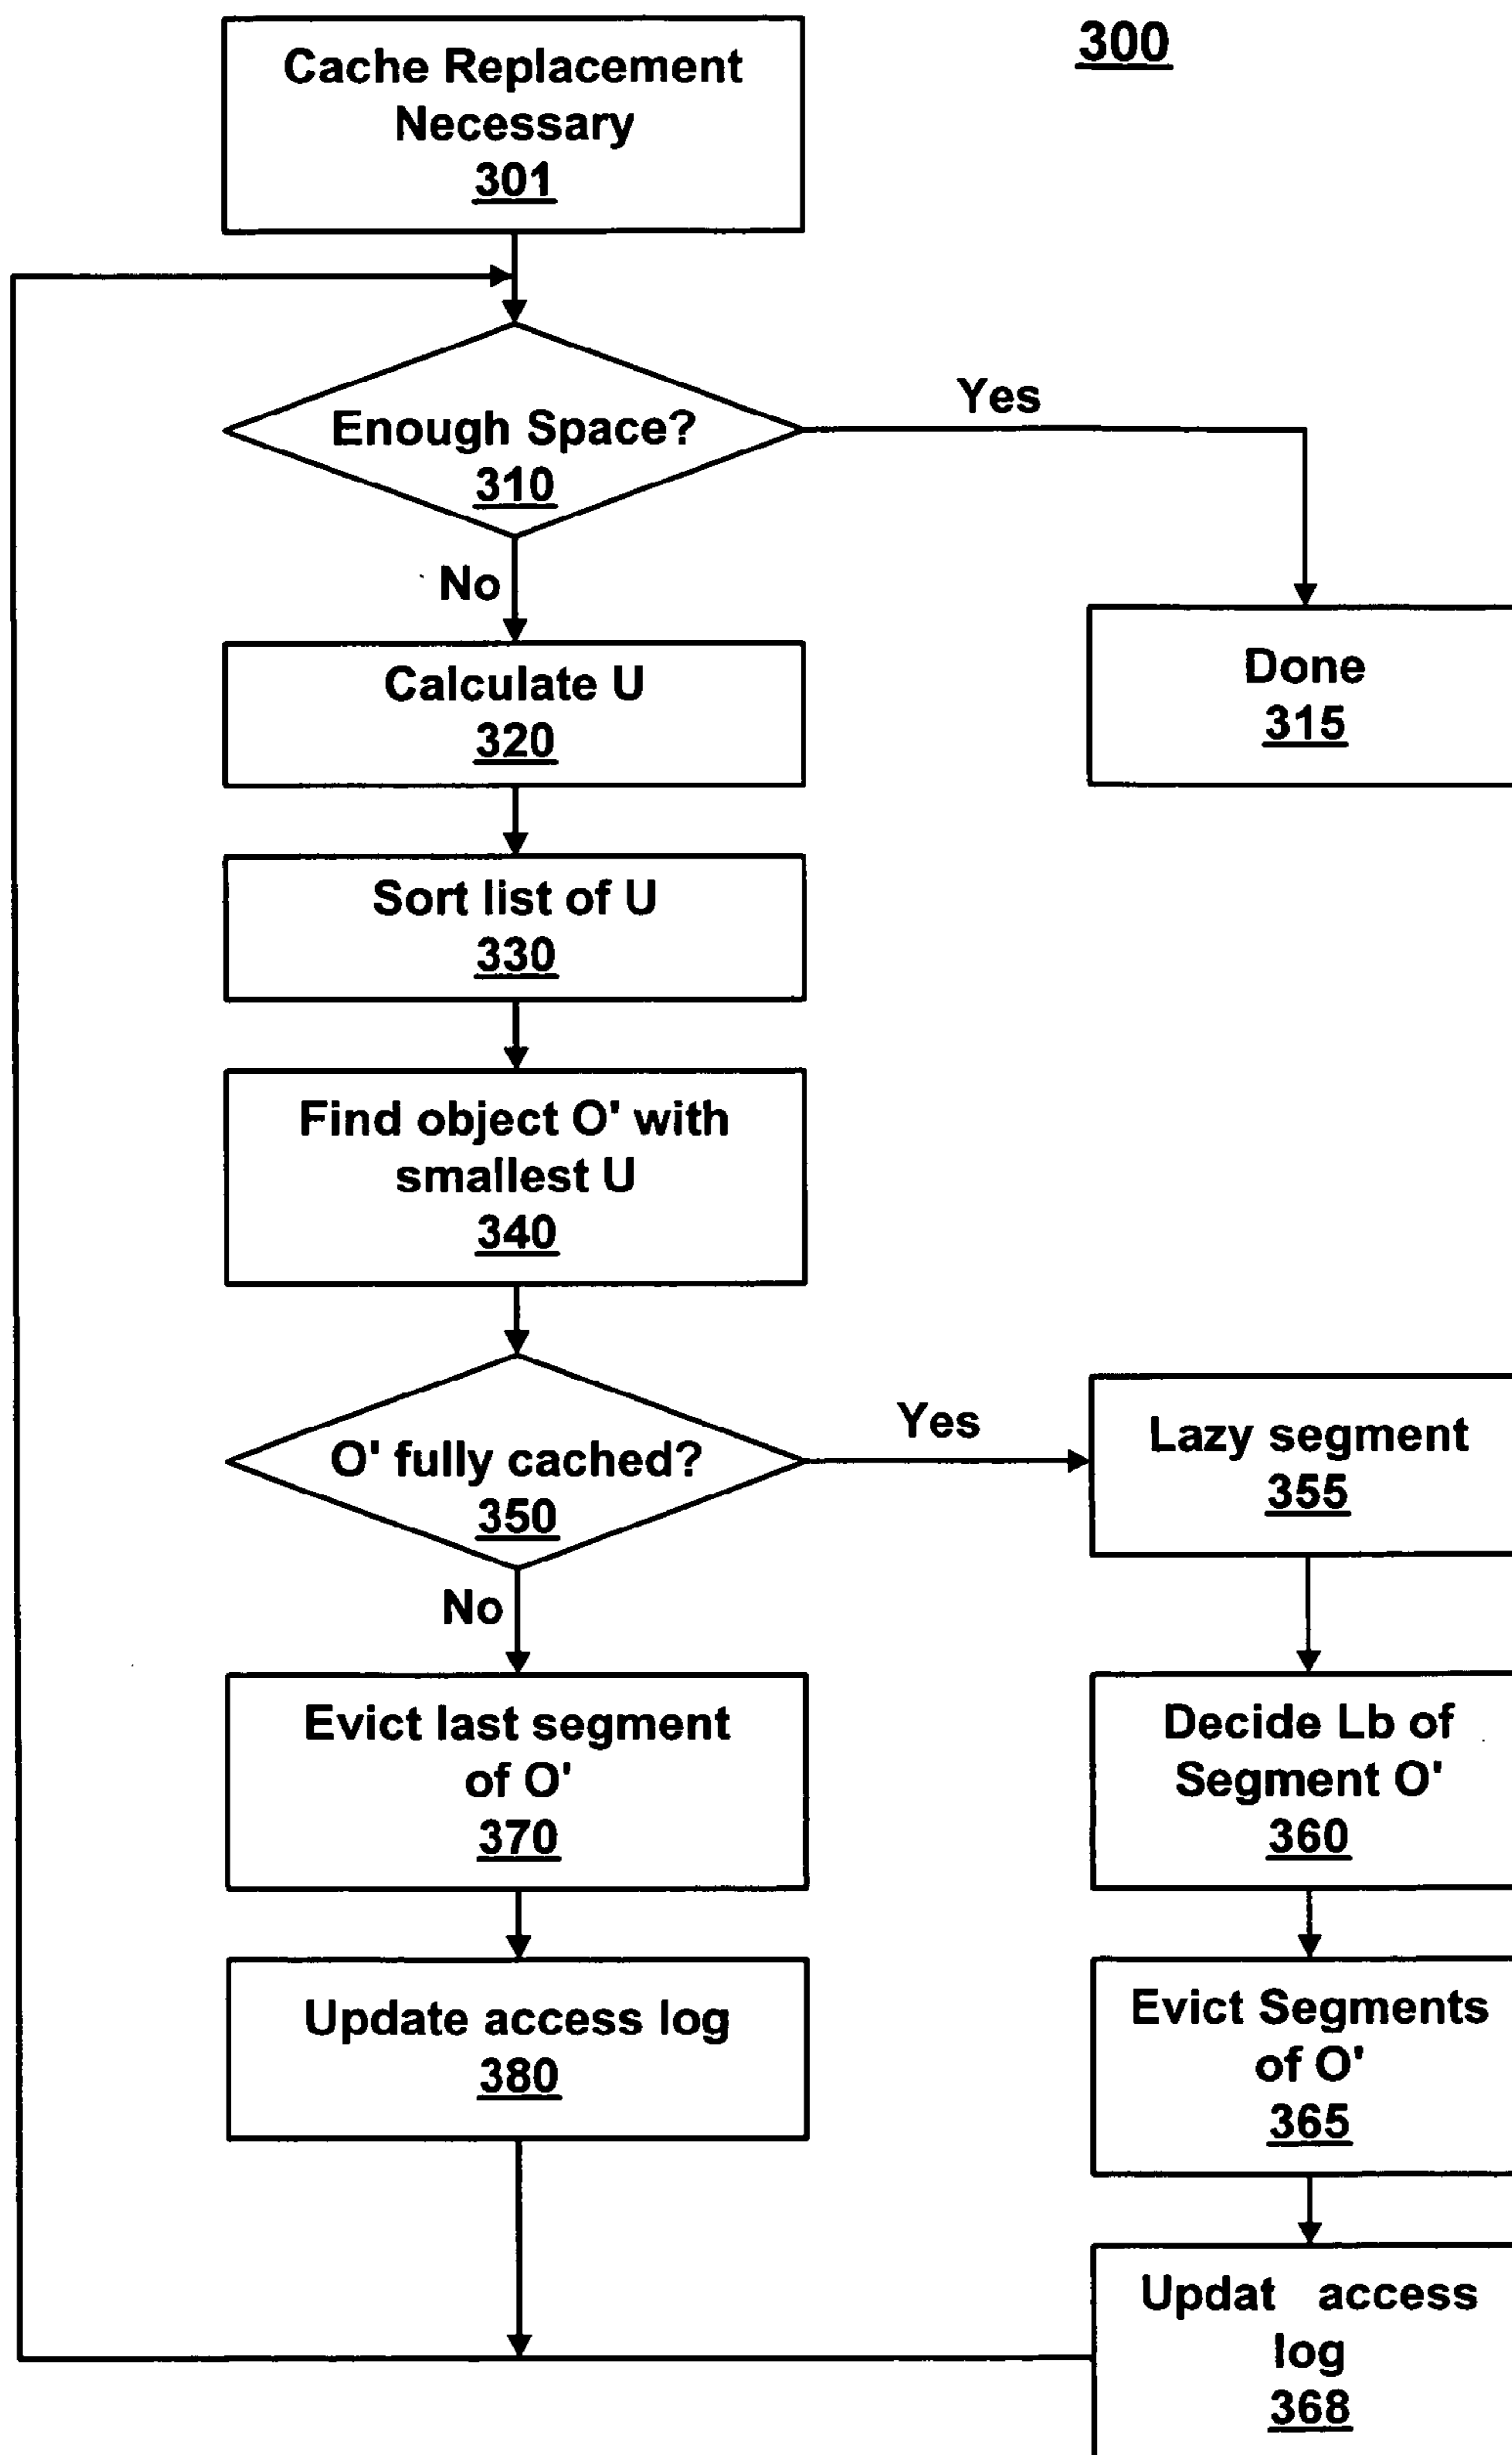 300
Cache Replacement
Necessary
301
Enough Space?
310
Yes
No
Done
315
Calculate U
320
Sort list of U
330
Find object O' with
smallest U
340
O' fully cached?
350
Yes
No
Lazy segment
355
Evict last segment
of O'
370
Decide Lb of
Segment O'
360
Update access log
380
Evict Segments
of O'
365
Updat access
log
368